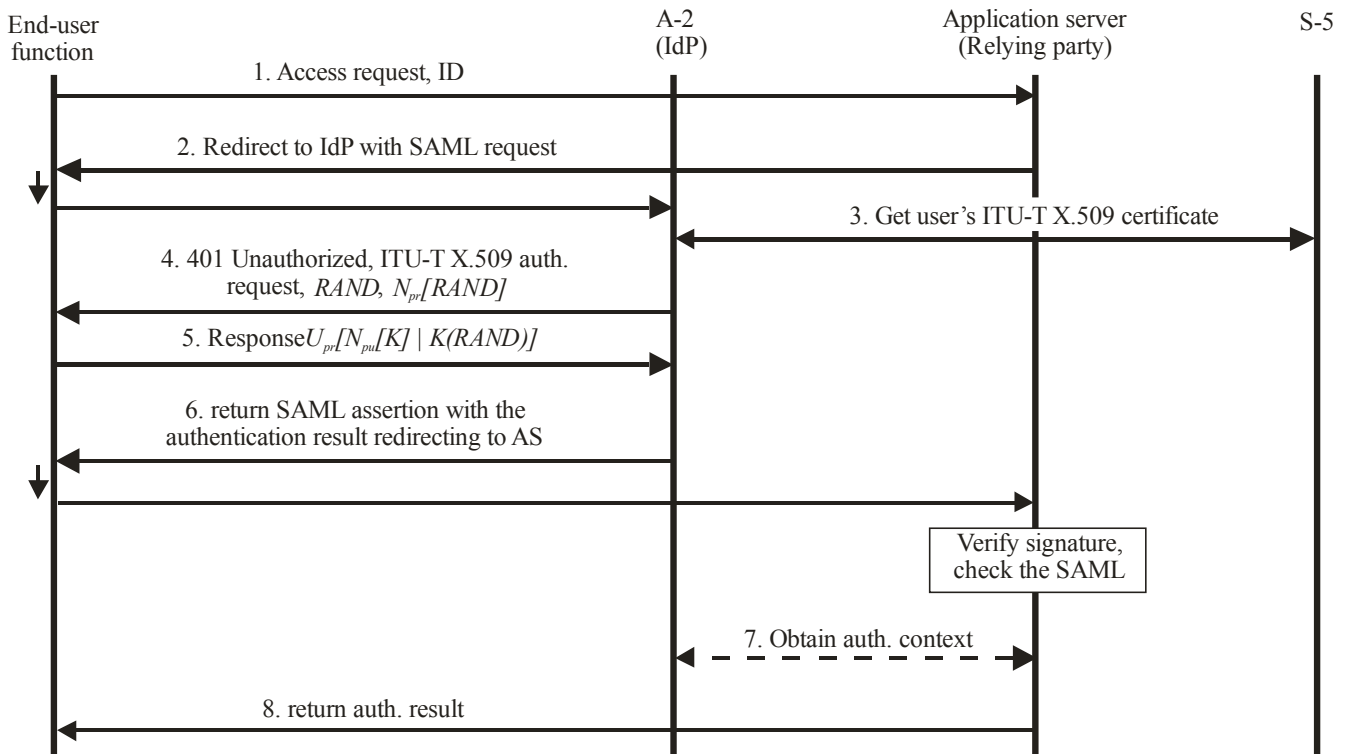 End-user
function
A-2
(IdP)
Application server
(Relying party)
S-5
1. Access request, ID
2. Redirect to IdP with SAML request
3. Get user's ITU-T X.509 certificate
4. 401 Unauthorized, ITU-T X.509 auth.
request, RAND, Npr[RAND]
5. ResponseUpr[Npu[K] | K(RAND)]
6. return SAML assertion with the
authentication result redirecting to AS
Verify signature,
check the SAML
7. Obtain auth. context
8. return auth. result